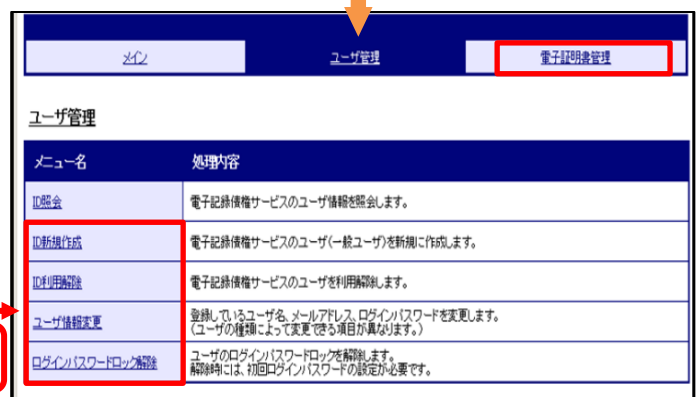 メイン
ユーザ管理
電子証明書管理
ユーザ管理
メニュー名
処理内容
ID照会
電子記録債権サービスのユーザ情報を照会します。
ID新規作成
電子記録債権サービスのユーザ(一般ユーザ)を新規に作成します。
ID利用解除
電子記録債権サービスのユーザを利用解除します。
ユーザ情報変更
登録しているユーザ名、メールアドレス、ログインパスワードを変更します。
(ユーザの種類によって変更できる項目が異なります。)
ログインパスワードロック解除
ユーザのログインパスワードロックを解除します。
解除時には、初回ログインパスワードの設定が必要です。